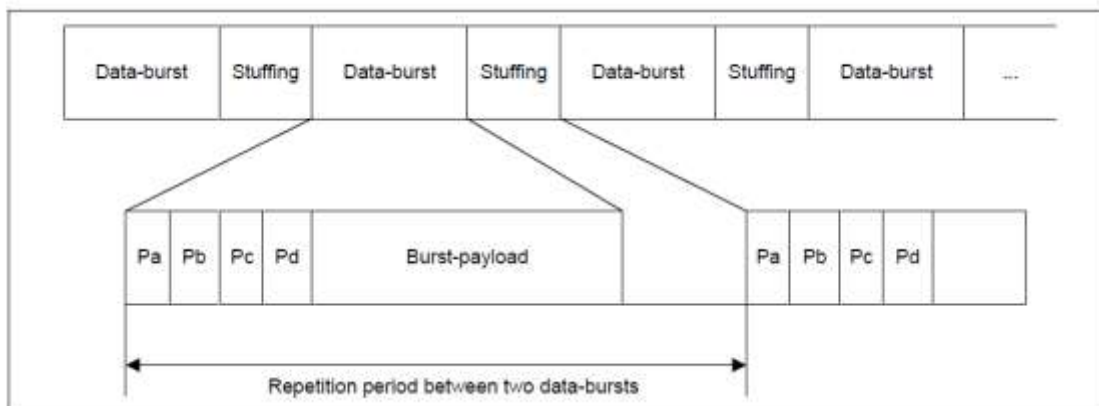 Data-burst Stuffing Data-burst Stuffing Data-burst Stuffing Data-burst ...
Pa Pb Pc Pd Burst-payload Pa Pb Pc Pd
Repetition period between two data-bursts